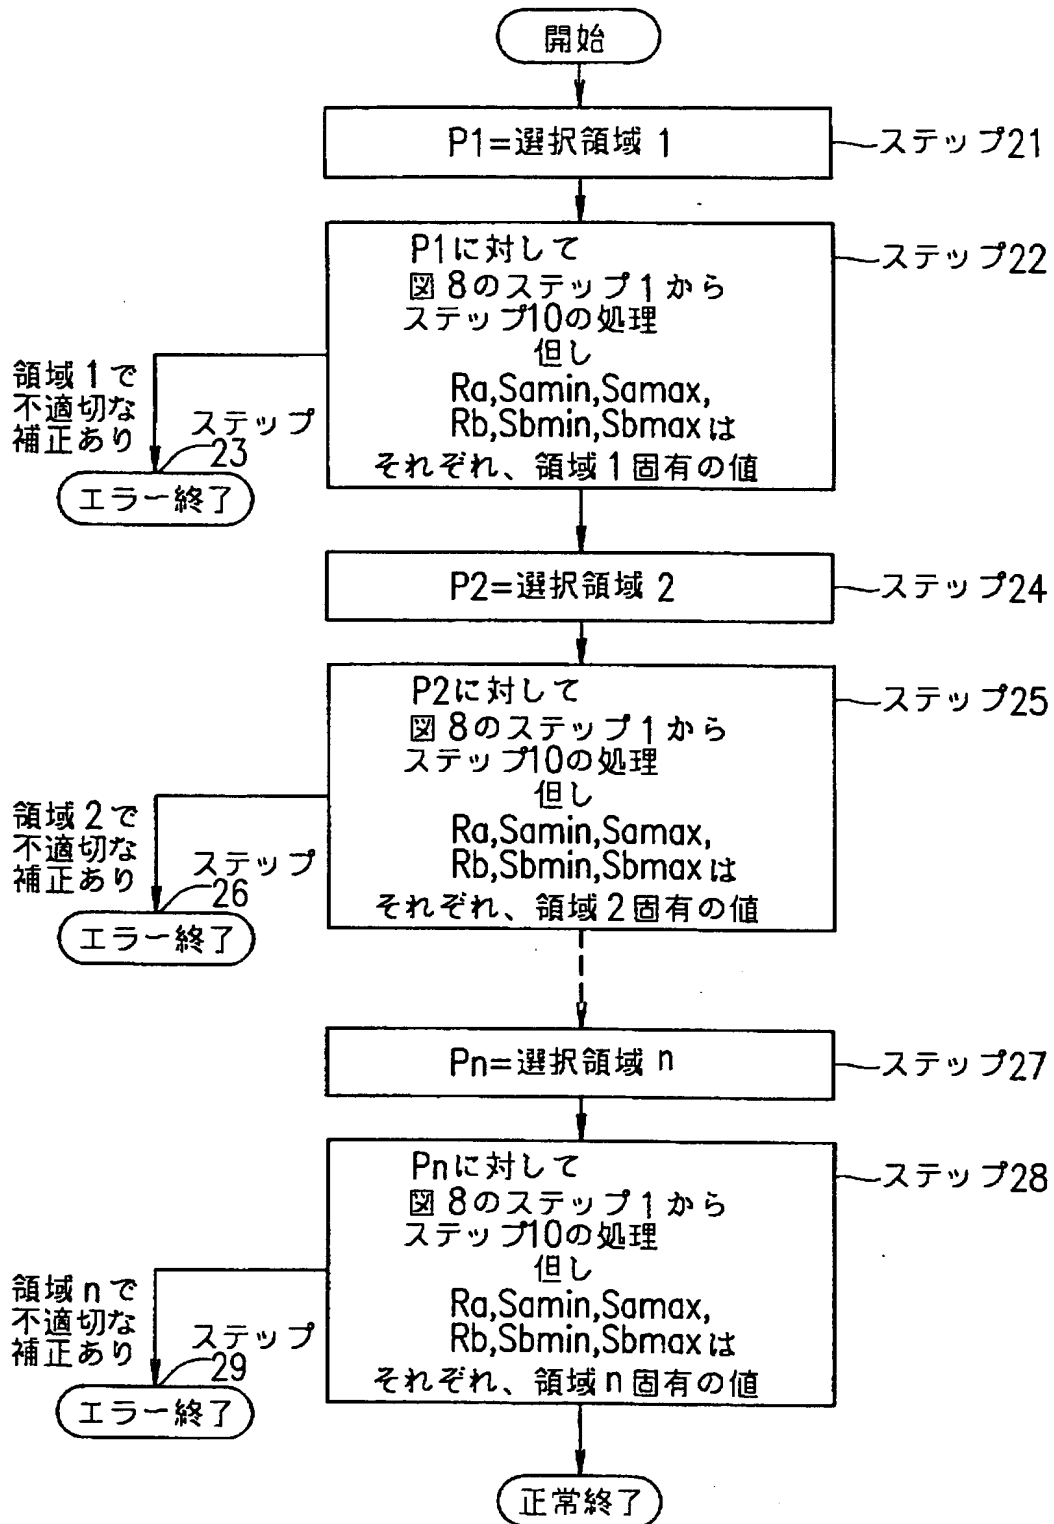 開始
P1=選択領域1
ステップ21
P1に対して
図8のステップ1から
ステップ10の処理
但し
Ra,Samin,Samax,
Rb,Sbmin,Sbmaxは
それぞれ、領域1固有の値
ステップ22
領域1で
不適切な
補正あり
ステップ
23
エラー終了
P2=選択領域2
ステップ24
P2に対して
図8のステップ1から
ステップ10の処理
但し
Ra,Samin,Samax,
Rb,Sbmin,Sbmaxは
それぞれ、領域2固有の値
ステップ25
領域2で
不適切な
補正あり
ステップ
26
エラー終了
Pn=選択領域n
ステップ27
Pnに対して
図8のステップ1から
ステップ10の処理
但し
Ra,Samin,Samax,
Rb,Sbmin,Sbmaxは
それぞれ、領域n固有の値
ステップ28
領域nで
不適切な
補正あり
ステップ
29
エラー終了
正常終了